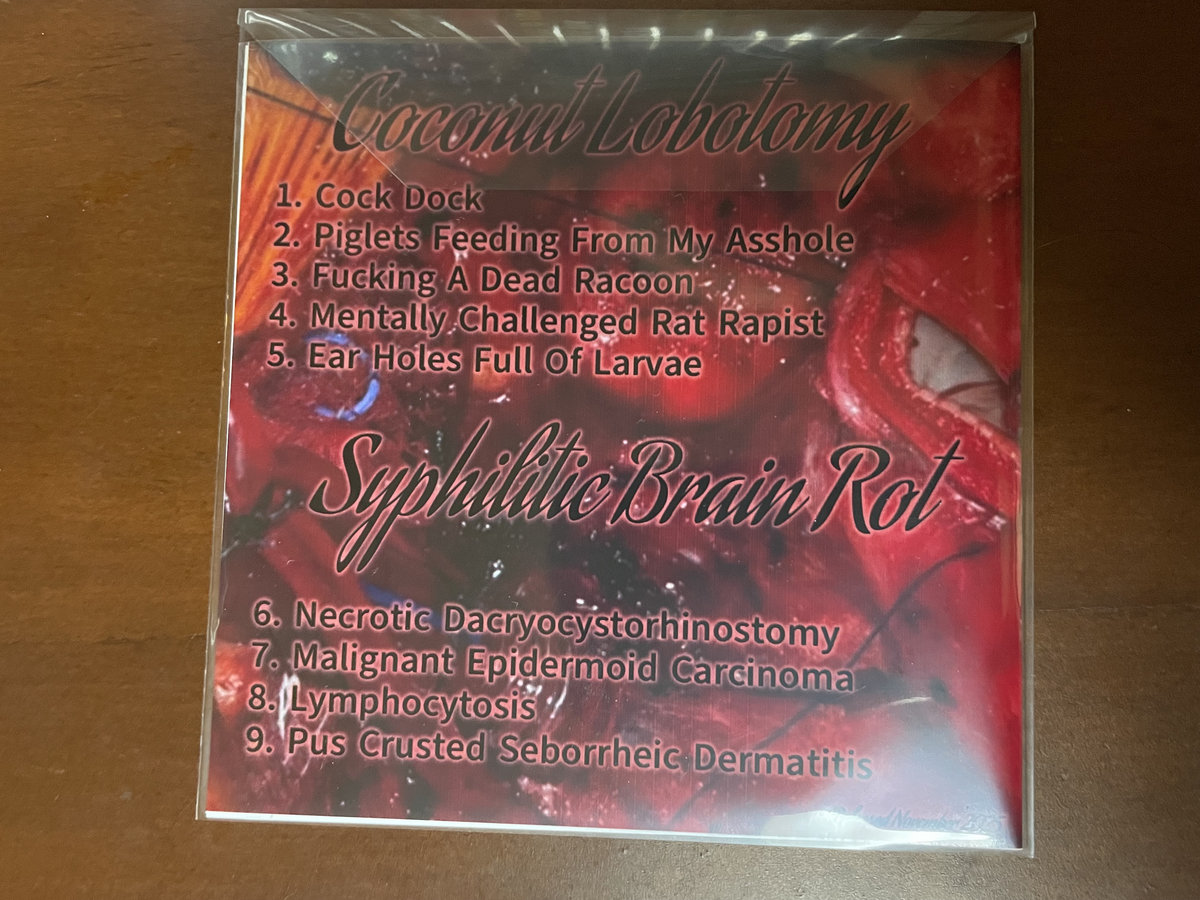 Coconut Lobotomy
1. Cock Dock
2. Piglets Feeding From My Asshole
3. Fucking A Dead Racoon
4. Mentally Challenged Rat Rapist
5. Ear Holes Full Of Larvae
Syphilitic Brain Rot
6. Necrotic Dacryocystorhinostomy
7. Malignant Epidermoid Carcinoma
8. Lymphocytosis
9. Pus Crusted Seborrheic Dermatitis